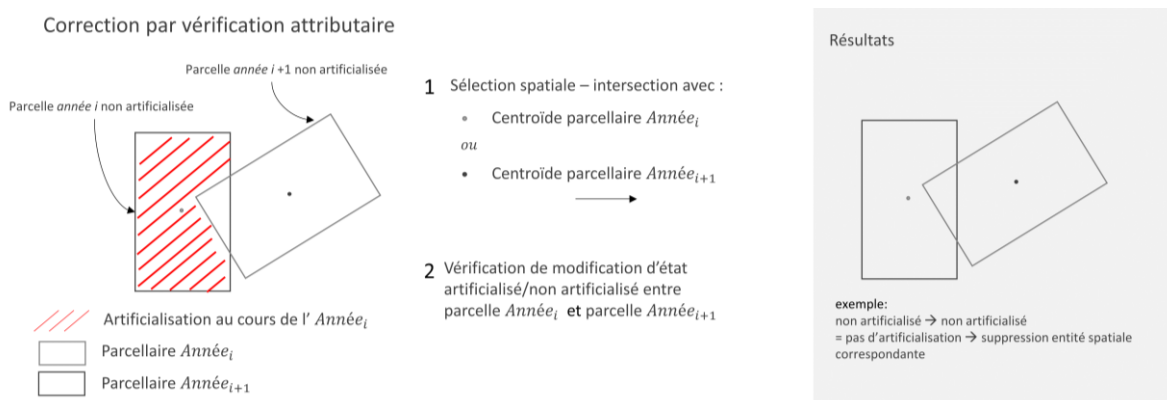 Correction par vérification attributaire
Parcelle année i +1 non artificialisée
Parcelle année i non artificialisée
Artificialisation au cours de l' Annéeᵢ
Parcellaire Annéeᵢ
Parcellaire Annéeᵢ₊₁
1 Sélection spatiale – intersection avec :
• Centroïde parcellaire Annéeᵢ
ou
• Centroïde parcellaire Annéeᵢ₊₁
2 Vérification de modification d'état
artificialisé/non artificialisé entre
parcelle Annéeᵢ et parcelle Annéeᵢ₊₁
Résultats
exemple:
non artificialisé → non artificialisé
= pas d'artificialisation → suppression entité spatiale
correspondante